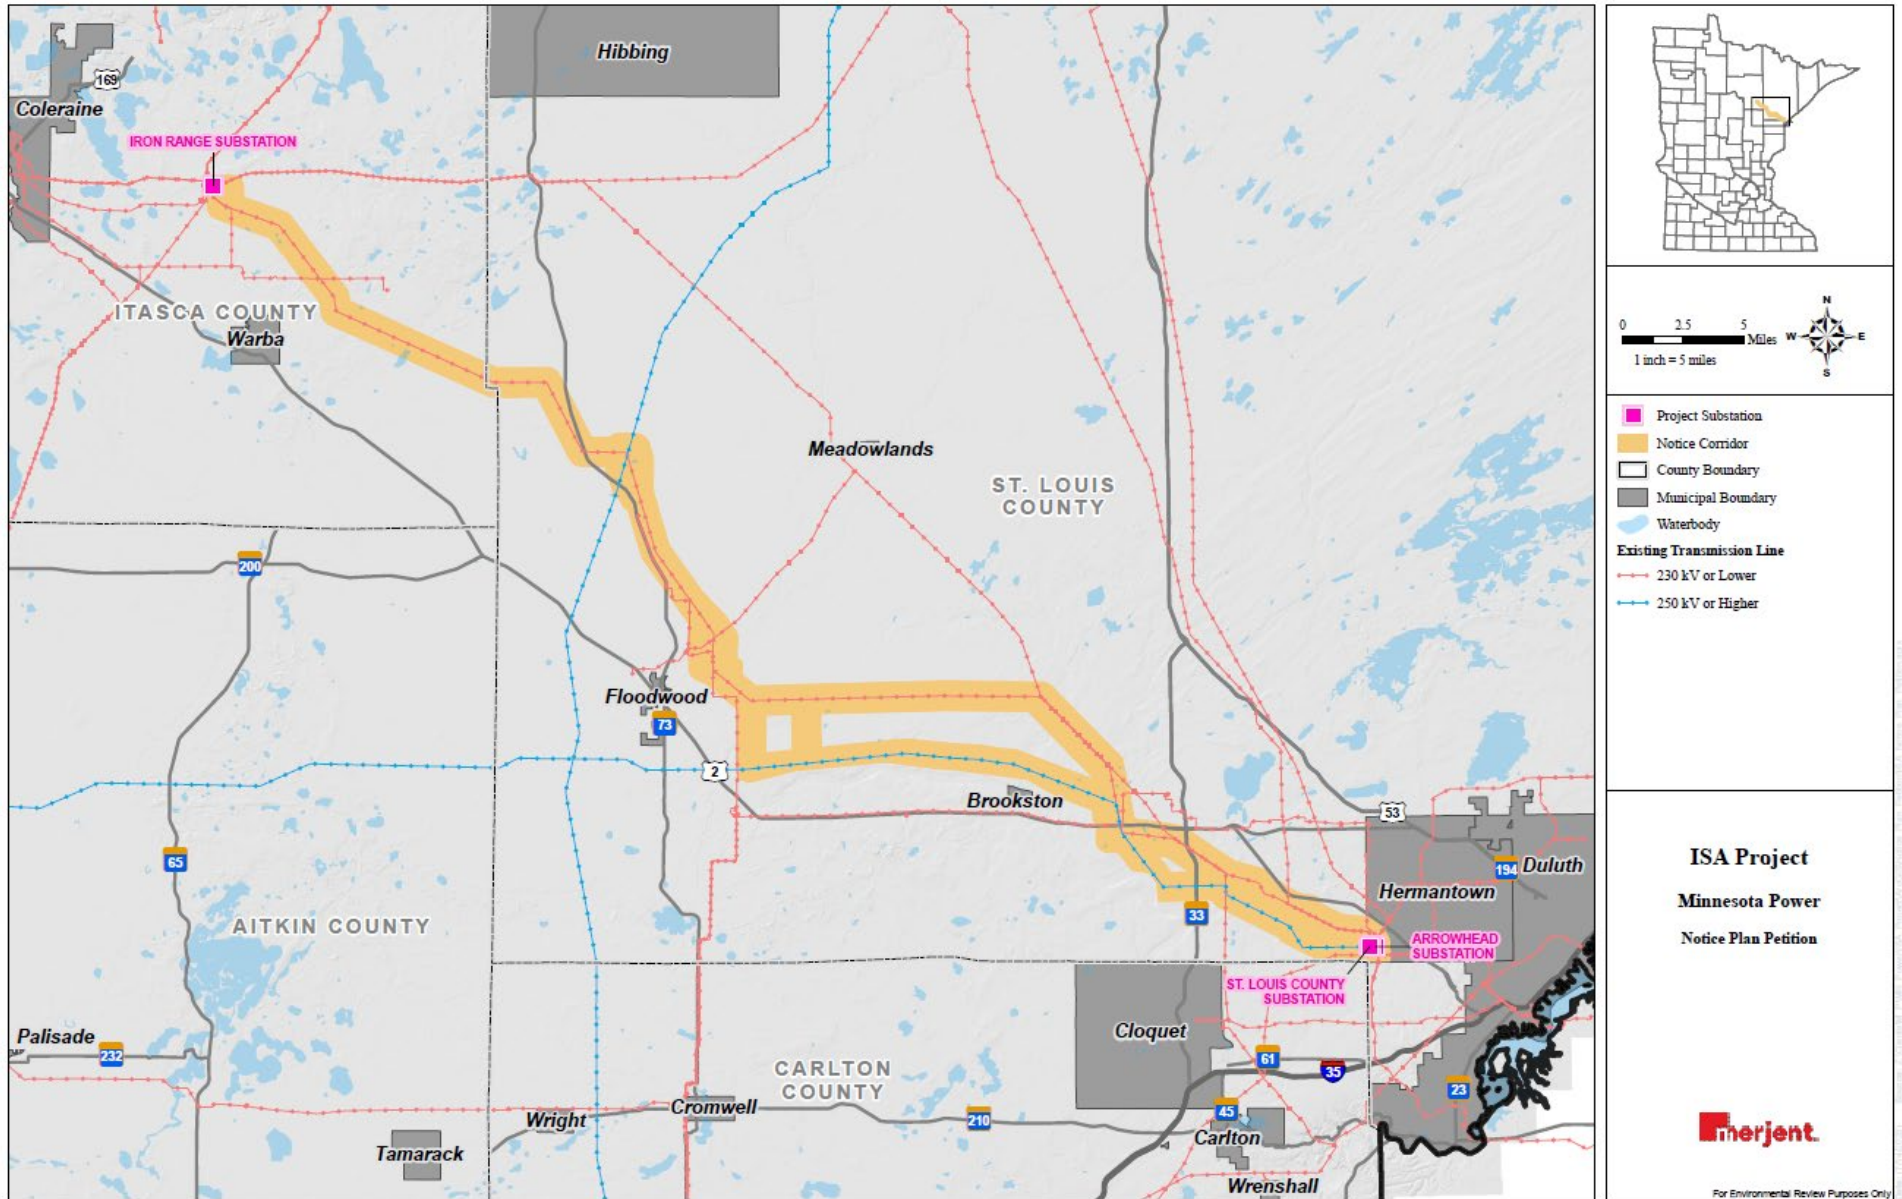 Hibbing
169
Coleraine
IRON RANGE SUBSTATION
ITASCA COUNTY
Warba
Meadowlands
ST. LOUIS
COUNTY
200
Floodwood
73
2
Brookston
53
65
194
Duluth
Hermantown
33
AITKIN COUNTY
ARROWHEAD
SUBSTATION
ST. LOUIS COUNTY
SUBSTATION
Palisade
232
Cloquet
61
35
CARLTON
COUNTY
23
Cromwell
Wright
210
45
Carlton
Tamarack
Wrenshall
N
W
E
S
0 2.5 5
Miles
1 inch = 5 miles
Project Substation
Notice Corridor
County Boundary
Municipal Boundary
Waterbody
Existing Transmission Line
230 kV or Lower
250 kV or Higher
ISA Project
Minnesota Power
Notice Plan Petition
merjent.
For Environmental Review Purposes Only